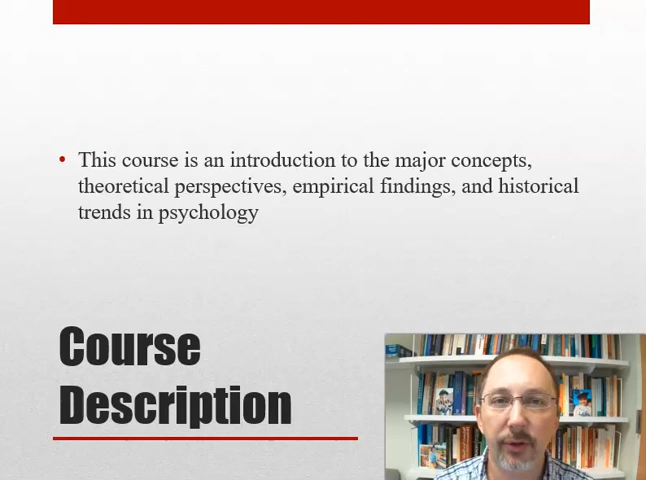 • This course is an introduction to the major concepts,
theoretical perspectives, empirical findings, and historical
trends in psychology
Course
Description